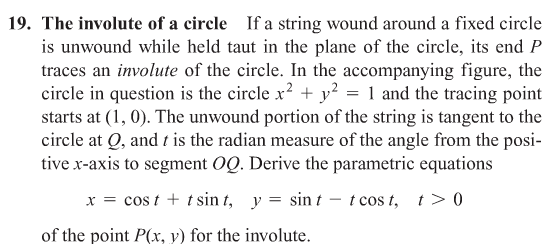 19. The involute of a circle If a string wound around a fixed circle
is unwound while held taut in the plane of the circle, its end P
traces an involute of the circle. In the accompanying figure, the
circle in question is the circle x² + y² = 1 and the tracing point
starts at (1, 0). The unwound portion of the string is tangent to the
circle at Q, and t is the radian measure of the angle from the posi-
tive x-axis to segment OQ. Derive the parametric equations
x = cos t + t sin t, y = sin t − t cos t, t > 0
of the point P(x, y) for the involute.